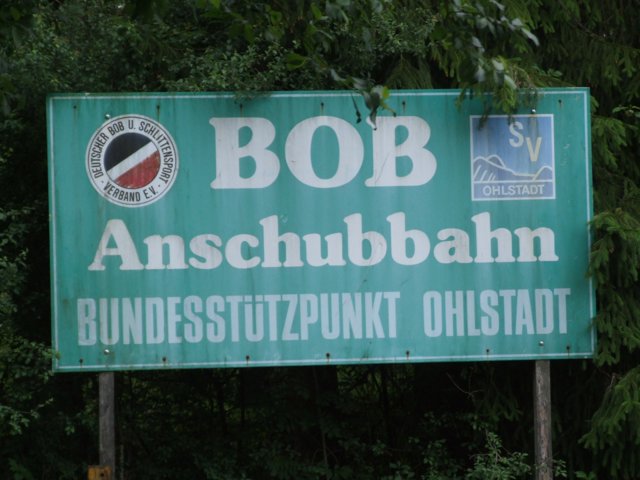 DEUTSCHER BOB U. SCHLITTENSPORT
- VERBAND E.V. -
BOB
SV
OHLSTADT
Anschubbahn
BUNDESSTÜTZPUNKT OHLSTADT